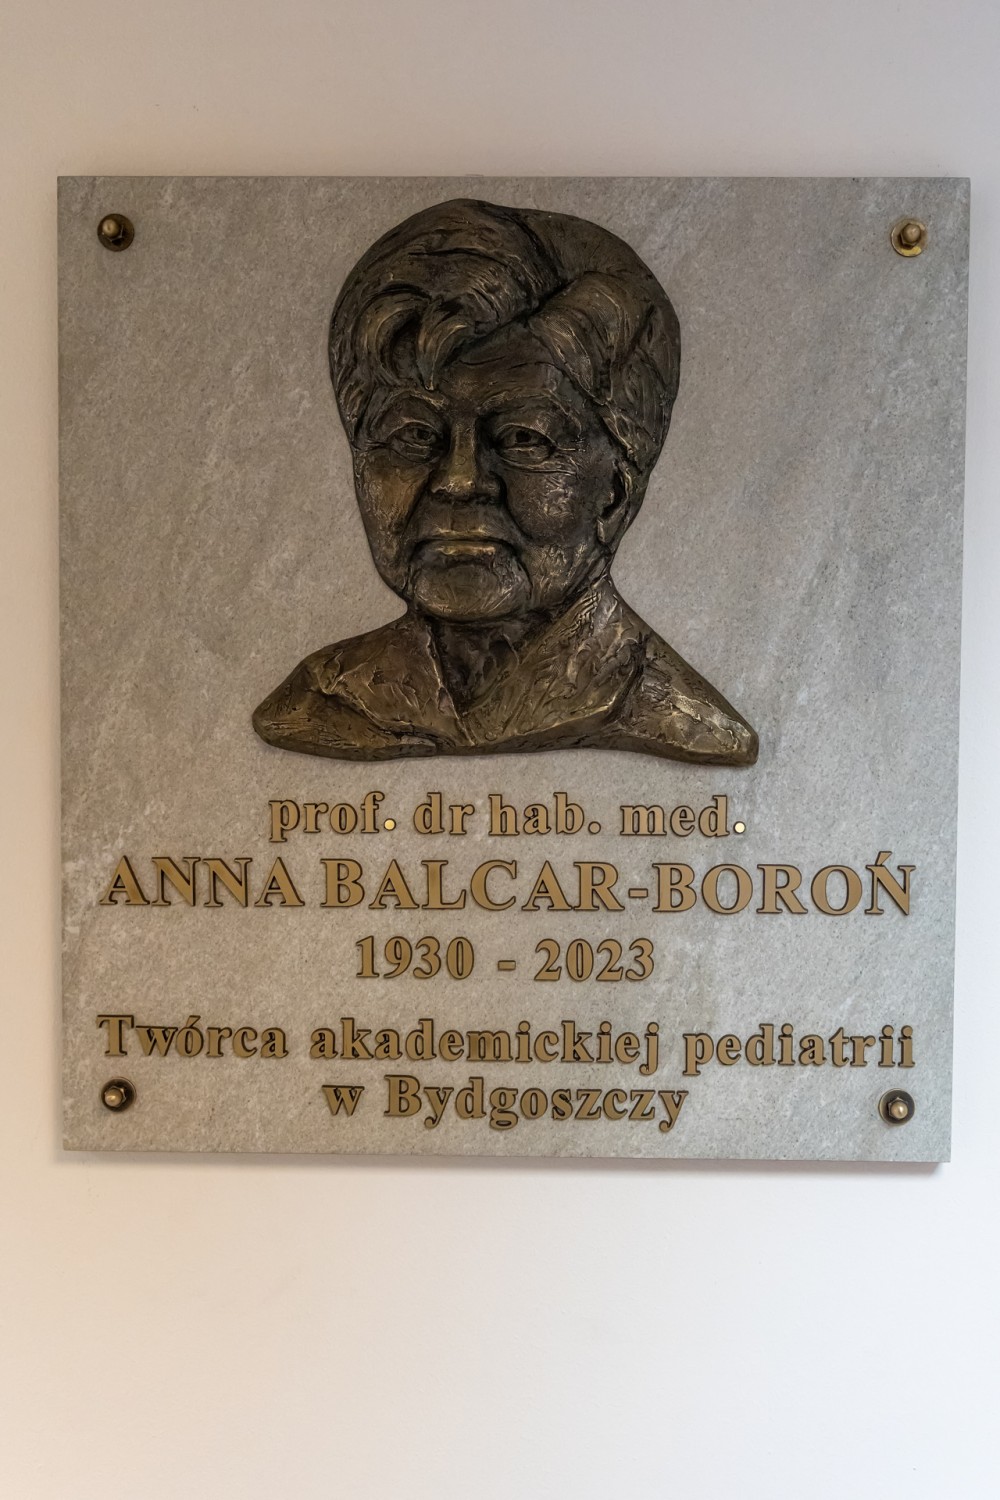 prof. dr hab. med.
ANNA BALCAR-BOROŃ
1930 - 2023
Twórca akademickiej pediatrii
w Bydgoszczy